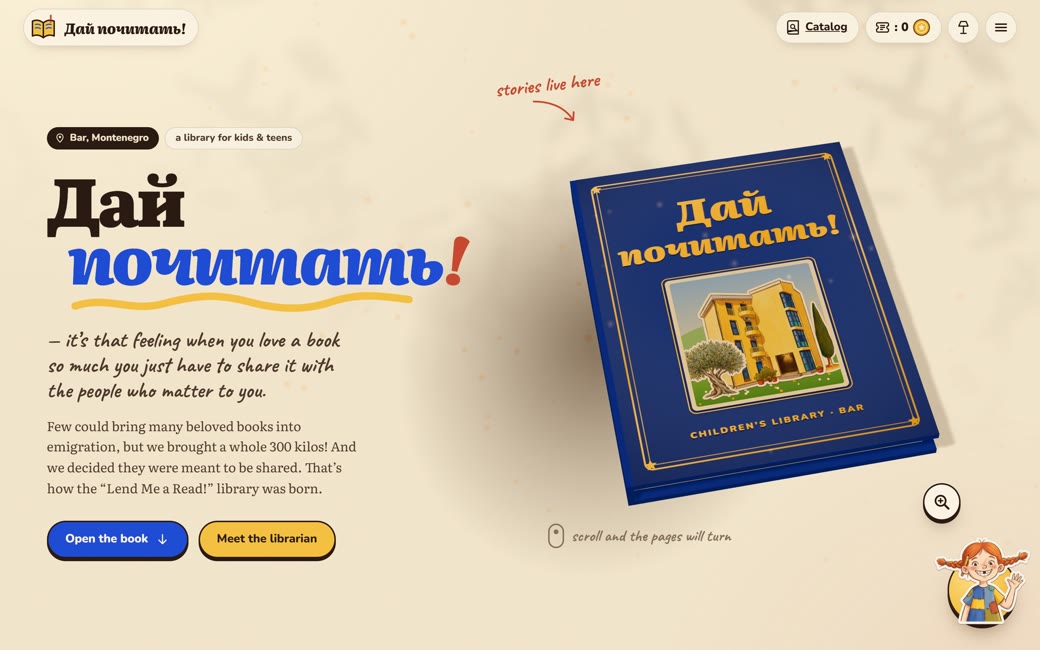 Дай почитать!
Catalog
: 0
stories live here
Bar, Montenegro
a library for kids & teens
Дай
почитать!
— it's that feeling when you love a book
so much you just have to share it with
the people who matter to you.
Few could bring many beloved books into
emigration, but we brought a whole 300 kilos! And
we decided they were meant to be shared. That's
how the “Lend Me a Read!” library was born.
Open the book ↓
Meet the librarian
Дай
почитать!
CHILDREN'S LIBRARY · BAR
scroll and the pages will turn